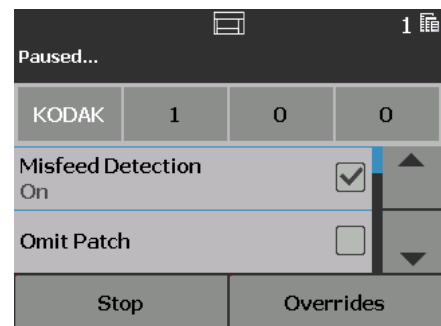 1
Paused...
KODAK 1 0 0
Misfeed Detection
On
Omit Patch
Stop Overrides